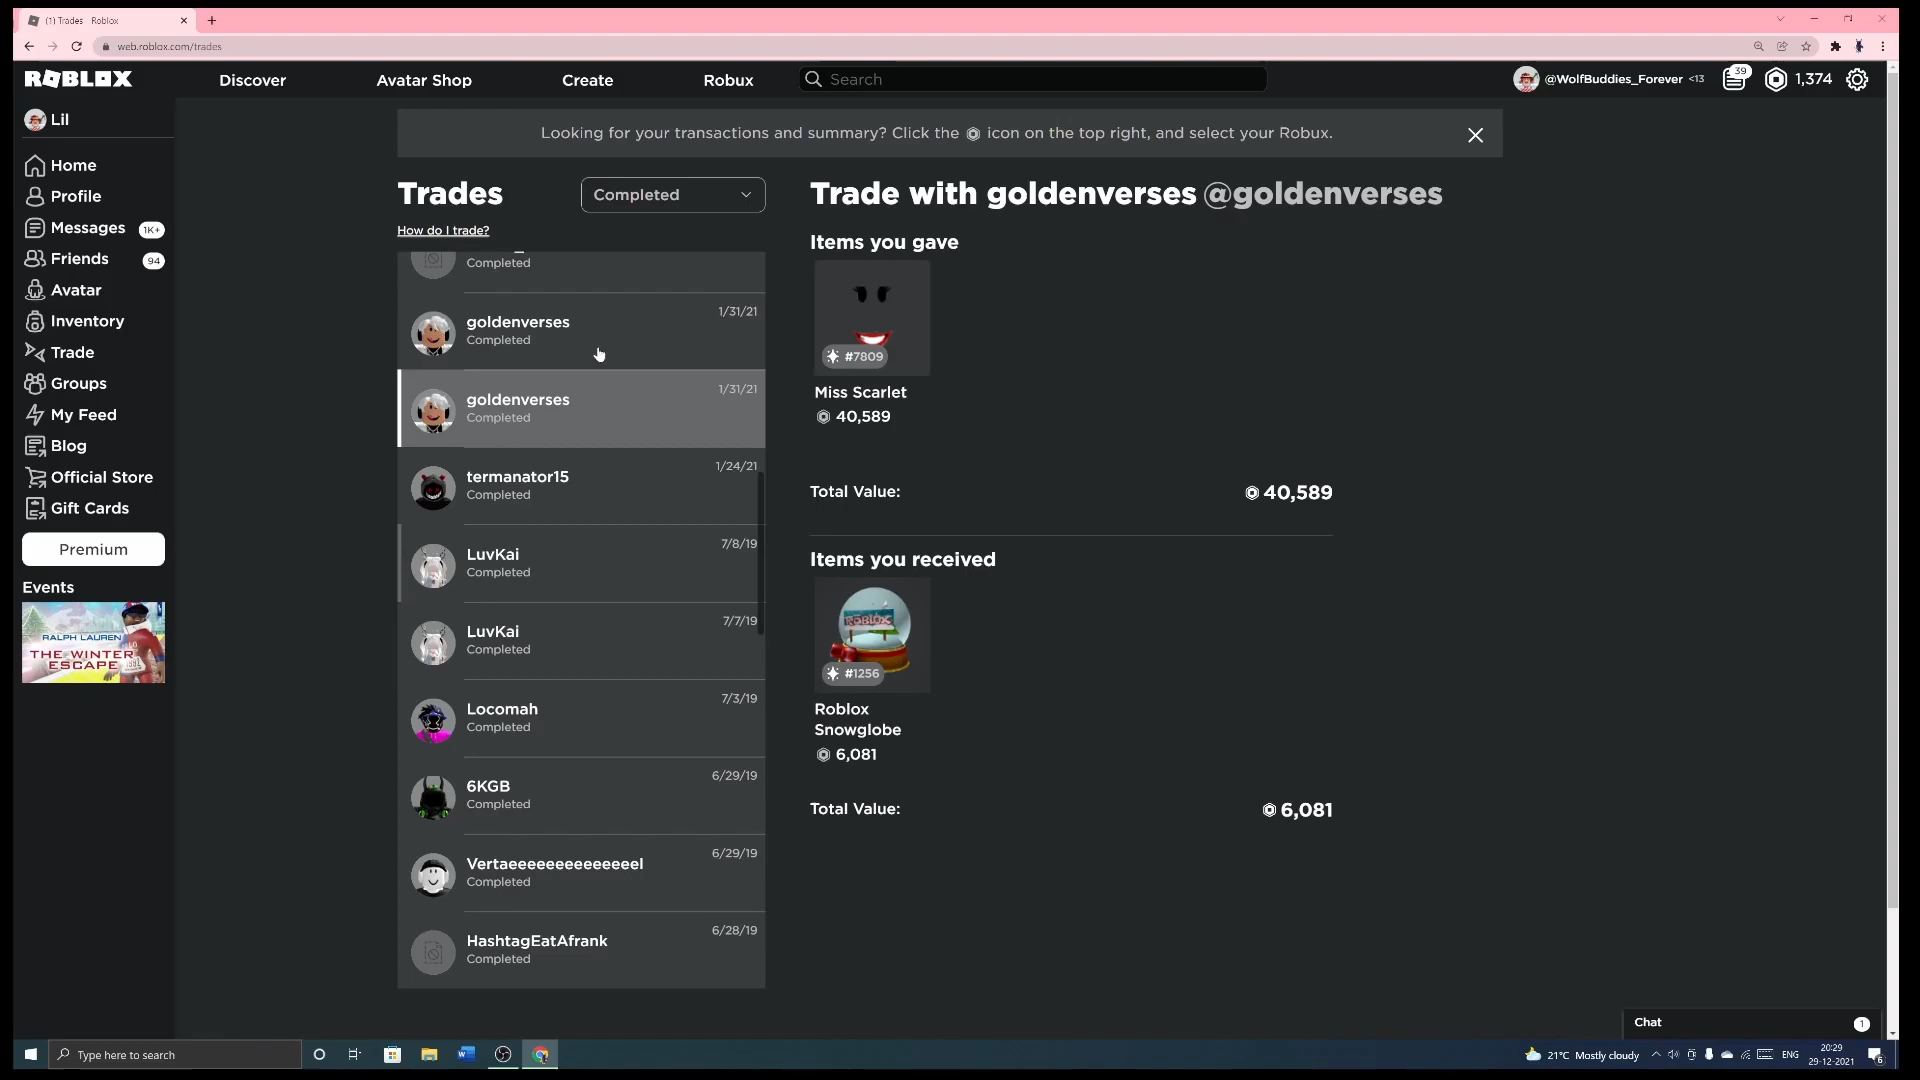 (1) Trades - Roblox
web.roblox.com/trades
ROBLOX
Discover
Avatar Shop
Create
Robux
Search
@WolfBuddies_Forever <13
39
1,374
Lil
Home
Profile
Messages 1K+
Friends 94
Avatar
Inventory
Trade
Groups
My Feed
Blog
Official Store
Gift Cards
Premium
Events
RALPH LAUREN
THE WINTER
ESCAPE
Looking for your transactions and summary? Click the icon on the top right, and select your Robux.
Trades
Completed
How do I trade?
Completed
goldenverses 1/31/21
Completed
goldenverses 1/31/21
Completed
termanator15 1/24/21
Completed
LuvKai 7/8/19
Completed
LuvKai 7/7/19
Completed
Locomah 7/3/19
Completed
6KGB 6/29/19
Completed
Vertaeeeeeeeeeeeeeel 6/29/19
Completed
HashtagEatAfrank 6/28/19
Completed
Trade with goldenverses @goldenverses
Items you gave
#7809
Miss Scarlet
40,589
Total Value: 40,589
Items you received
ROBLOX
#1256
Roblox
Snowglobe
6,081
Total Value: 6,081
Chat 1
Type here to search
21°C Mostly cloudy
ENG
20:29
29-12-2021
6